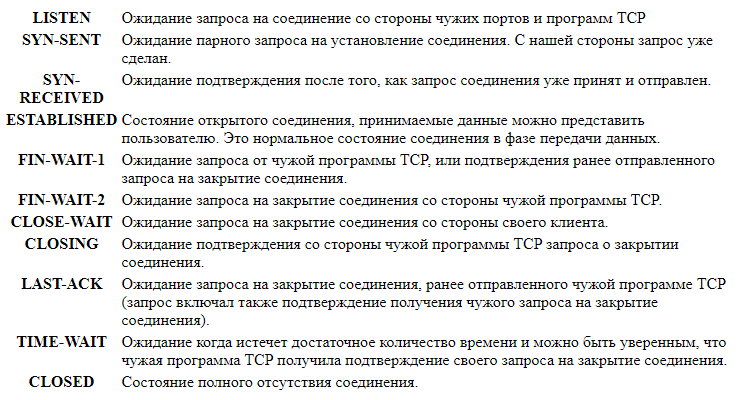 LISTEN Ожидание запроса на соединение со стороны чужих портов и программ TCP
SYN-SENT Ожидание парного запроса на установление соединения. С нашей стороны запрос уже
сделан.
SYN- Ожидание подтверждения после того, как запрос соединения уже принят и отправлен.
RECEIVED
ESTABLISHED Состояние открытого соединения, принимаемые данные можно представить
пользователю. Это нормальное состояние соединения в фазе передачи данных.
FIN-WAIT-1 Ожидание запроса от чужой программы TCP, или подтверждения ранее отправленного
запроса на закрытие соединения.
FIN-WAIT-2 Ожидание запроса на закрытие соединения со стороны чужой программы TCP.
CLOSE-WAIT Ожидание запроса на закрытие соединения со стороны своего клиента.
CLOSING Ожидание подтверждения со стороны чужой программы TCP запроса о закрытии
соединения.
LAST-ACK Ожидание запроса на закрытие соединения, ранее отправленного чужой программе TCP
(запрос включал также подтверждение получения чужого запроса на закрытие
соединения).
TIME-WAIT Ожидание когда истечет достаточное количество времени и можно быть уверенным, что
чужая программа TCP получила подтверждение своего запроса на закрытие соединения.
CLOSED Состояние полного отсутствия соединения.